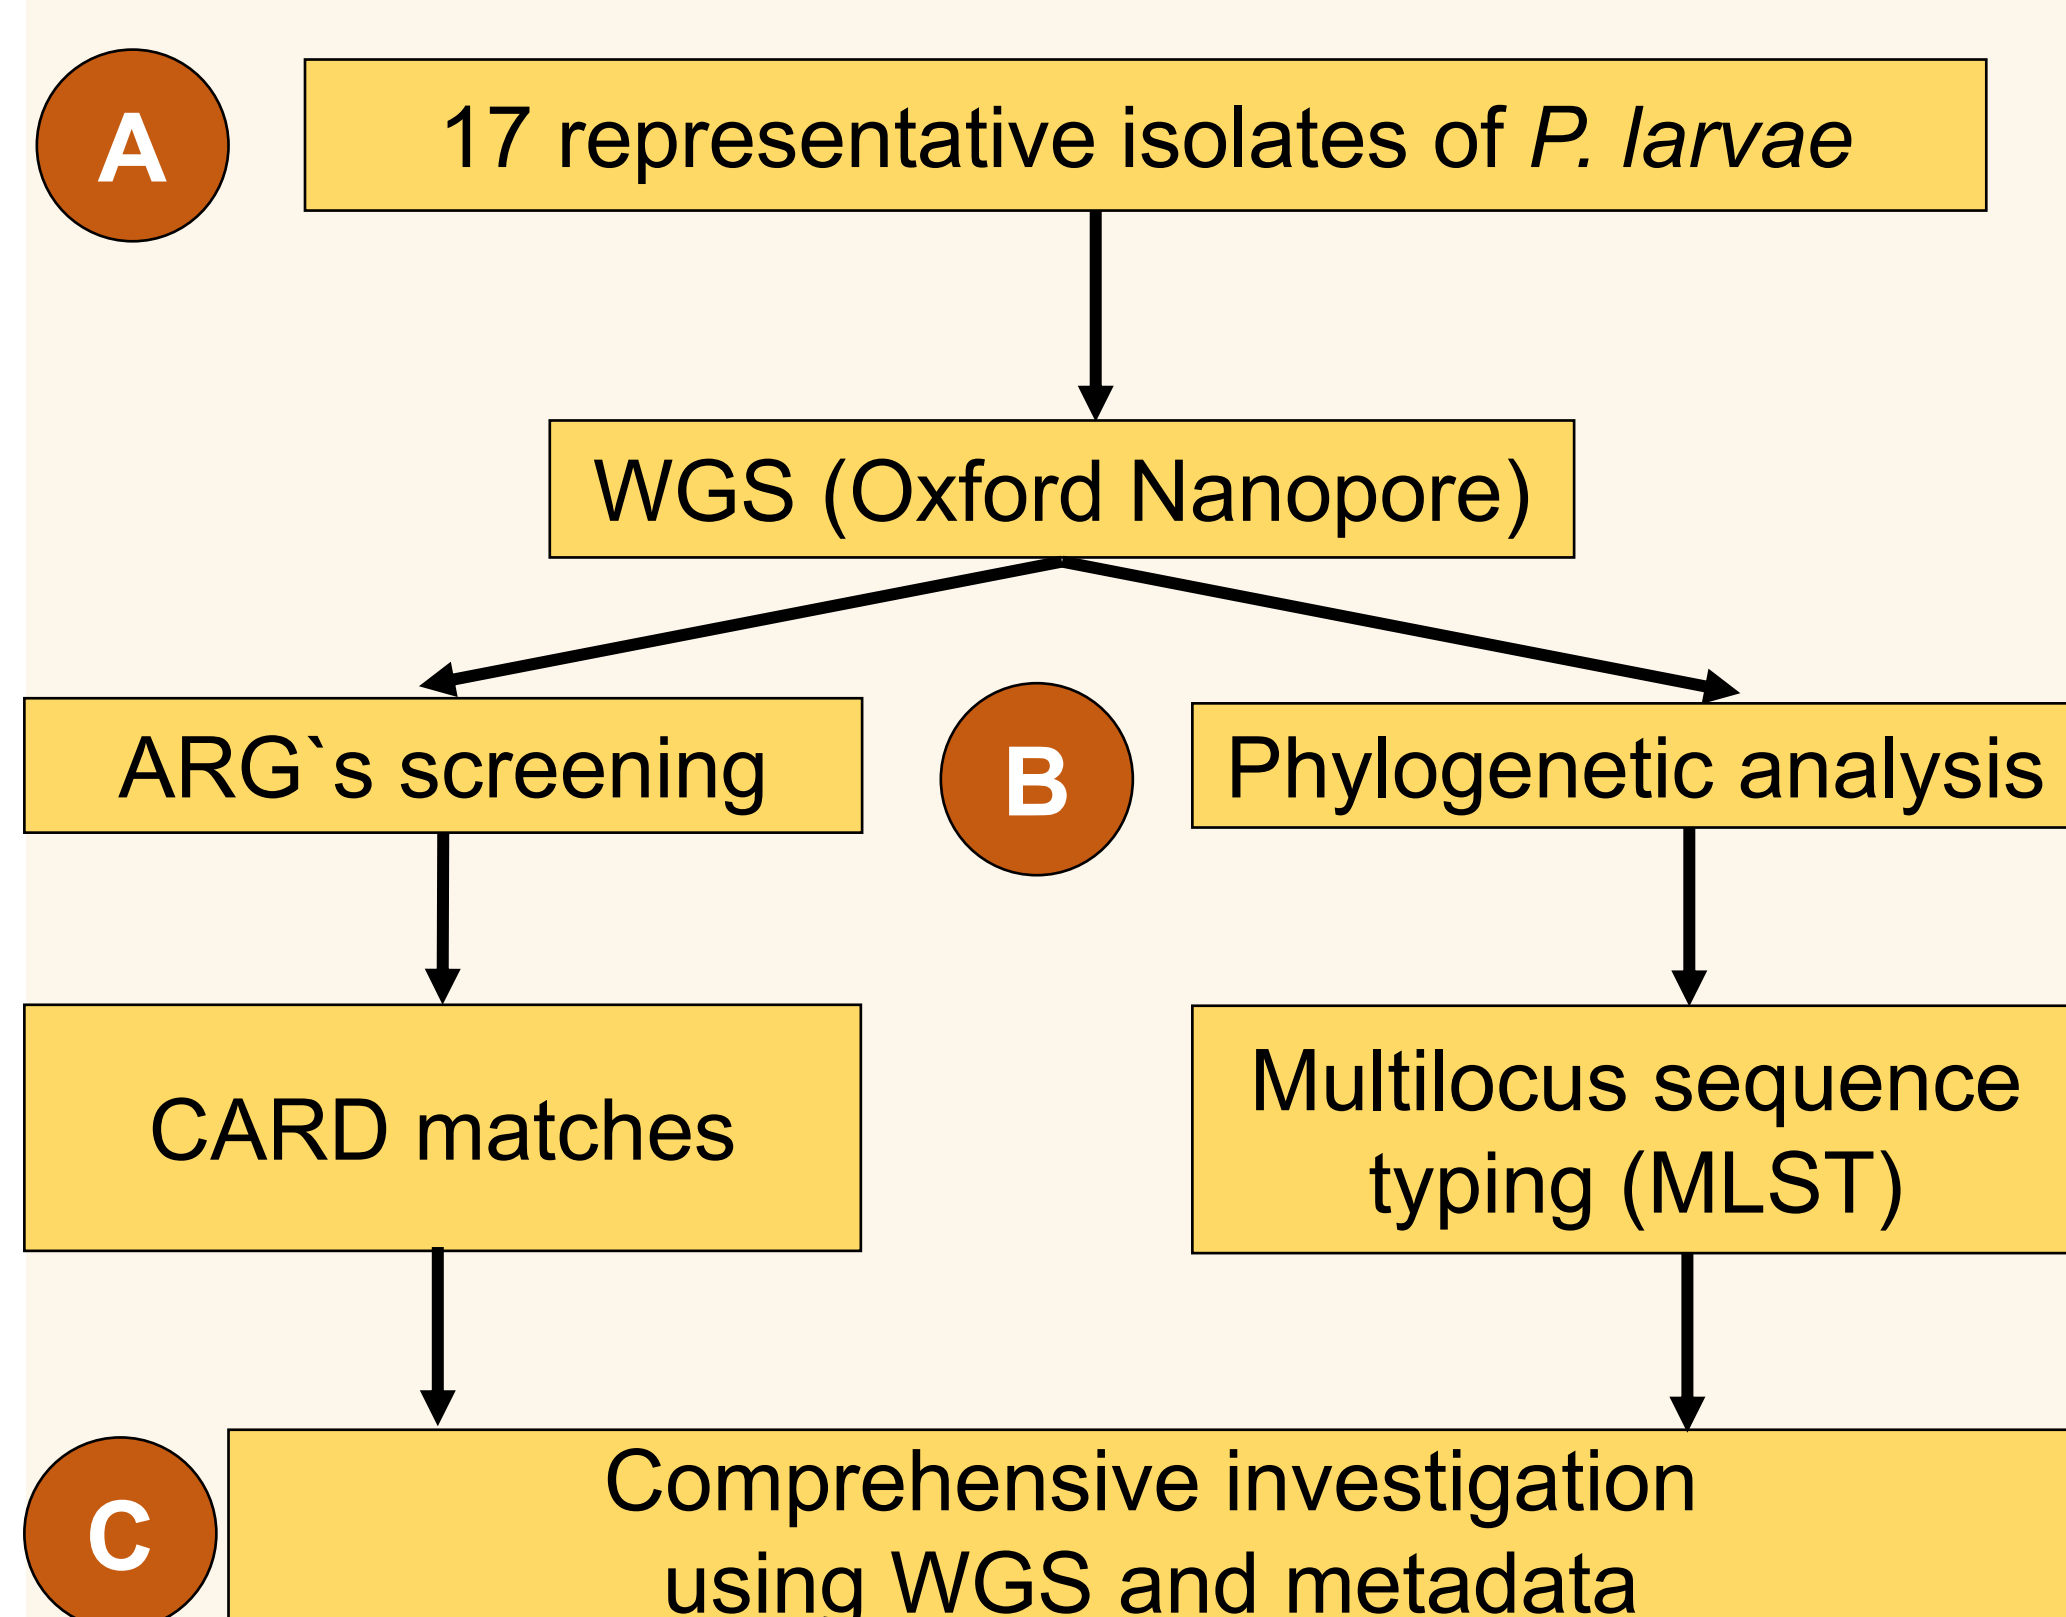 A
17 representative isolates of P. larvae
WGS (Oxford Nanopore)
ARG`s screening
B
Phylogenetic analysis
CARD matches
Multilocus sequence
typing (MLST)
C
Comprehensive investigation
using WGS and metadata